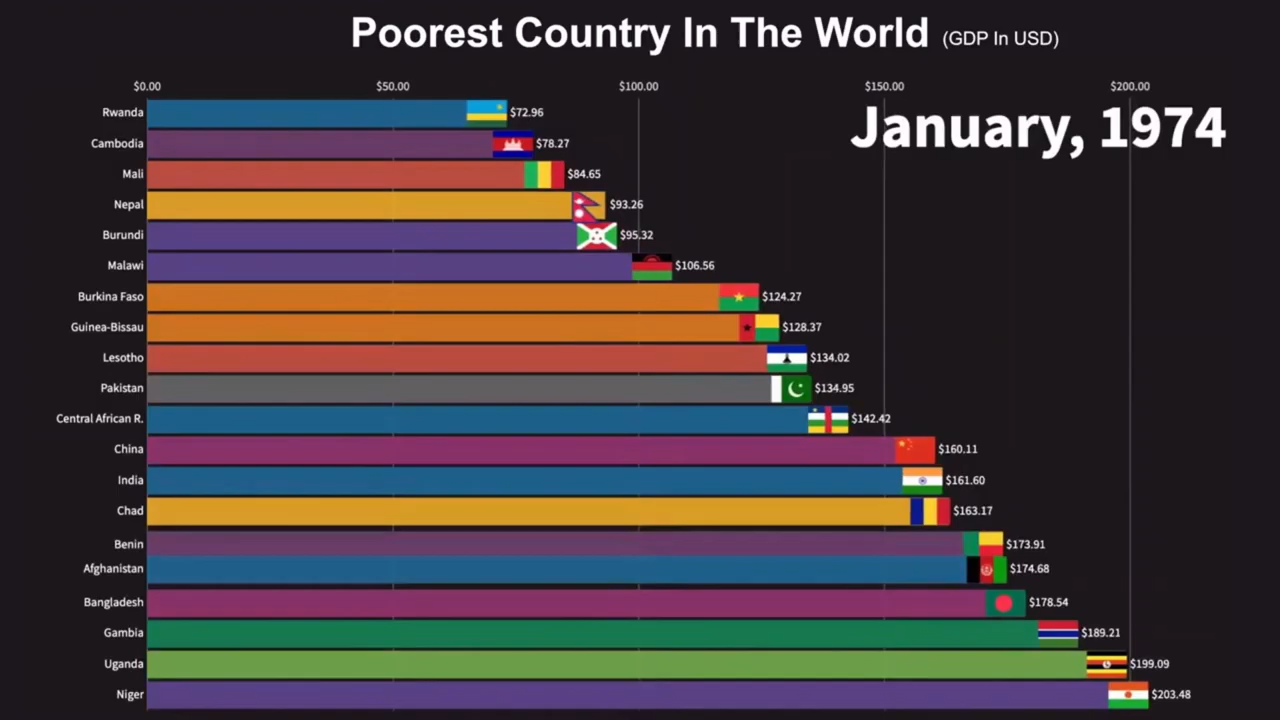 Poorest Country In The World (GDP In USD)
$0.00 $50.00 $100.00 $150.00 $200.00
January, 1974
Rwanda $72.96
Cambodia $78.27
Mali $84.65
Nepal $93.26
Burundi $95.32
Malawi $106.56
Burkina Faso $124.27
Guinea-Bissau $128.37
Lesotho $134.02
Pakistan $134.95
Central African R. $142.42
China $160.11
India $161.60
Chad $163.17
Benin $173.91
Afghanistan $174.68
Bangladesh $178.54
Gambia $189.21
Uganda $199.09
Niger $203.48